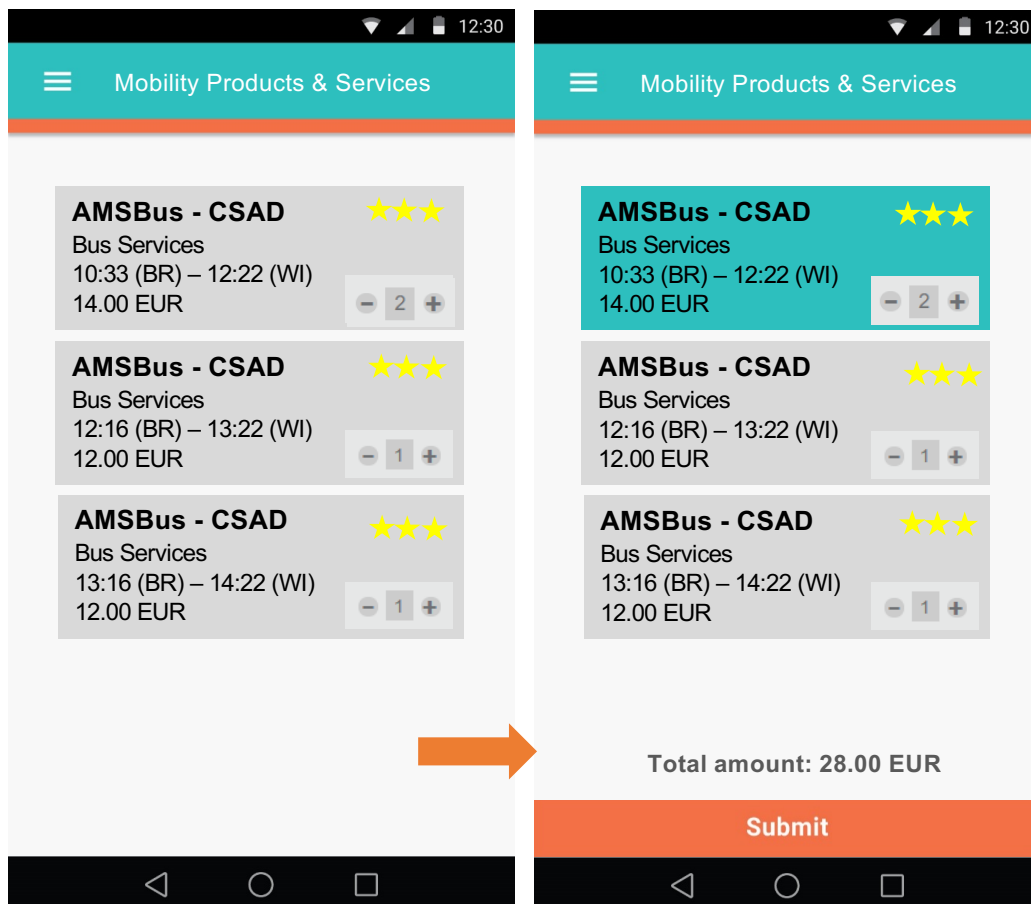 12:30
Mobility Products & Services
AMSBus - CSAD
Bus Services
10:33 (BR) – 12:22 (WI)
14.00 EUR
2
AMSBus - CSAD
Bus Services
12:16 (BR) – 13:22 (WI)
12.00 EUR
1
AMSBus - CSAD
Bus Services
13:16 (BR) – 14:22 (WI)
12.00 EUR
1
12:30
Mobility Products & Services
AMSBus - CSAD
Bus Services
10:33 (BR) – 12:22 (WI)
14.00 EUR
2
AMSBus - CSAD
Bus Services
12:16 (BR) – 13:22 (WI)
12.00 EUR
1
AMSBus - CSAD
Bus Services
13:16 (BR) – 14:22 (WI)
12.00 EUR
1
Total amount: 28.00 EUR
Submit